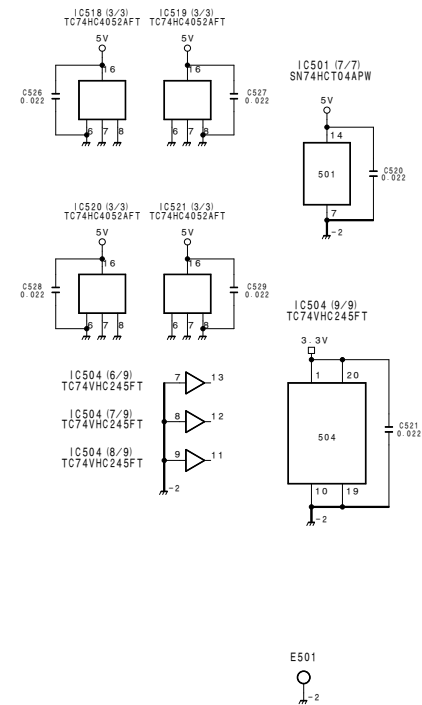 IC518 (3/3)
TC74HC4052AFT
5V
16
C526
0.022
6 7 8
IC519 (3/3)
TC74HC4052AFT
5V
16
C527
0.022
6 7 8
IC501 (7/7)
SN74HCT04APW
5V
14
501
C520
0.022
7
-2
IC520 (3/3)
TC74HC4052AFT
5V
16
C528
0.022
6 7 8
IC521 (3/3)
TC74HC4052AFT
5V
16
C529
0.022
6 7 8
IC504 (9/9)
TC74VHC245FT
3.3V
1 20
504
C521
0.022
10 19
-2
IC504 (6/9)
TC74VHC245FT
7 13
IC504 (7/9)
TC74VHC245FT
8 12
IC504 (8/9)
TC74VHC245FT
9 11
-2
E501
-2